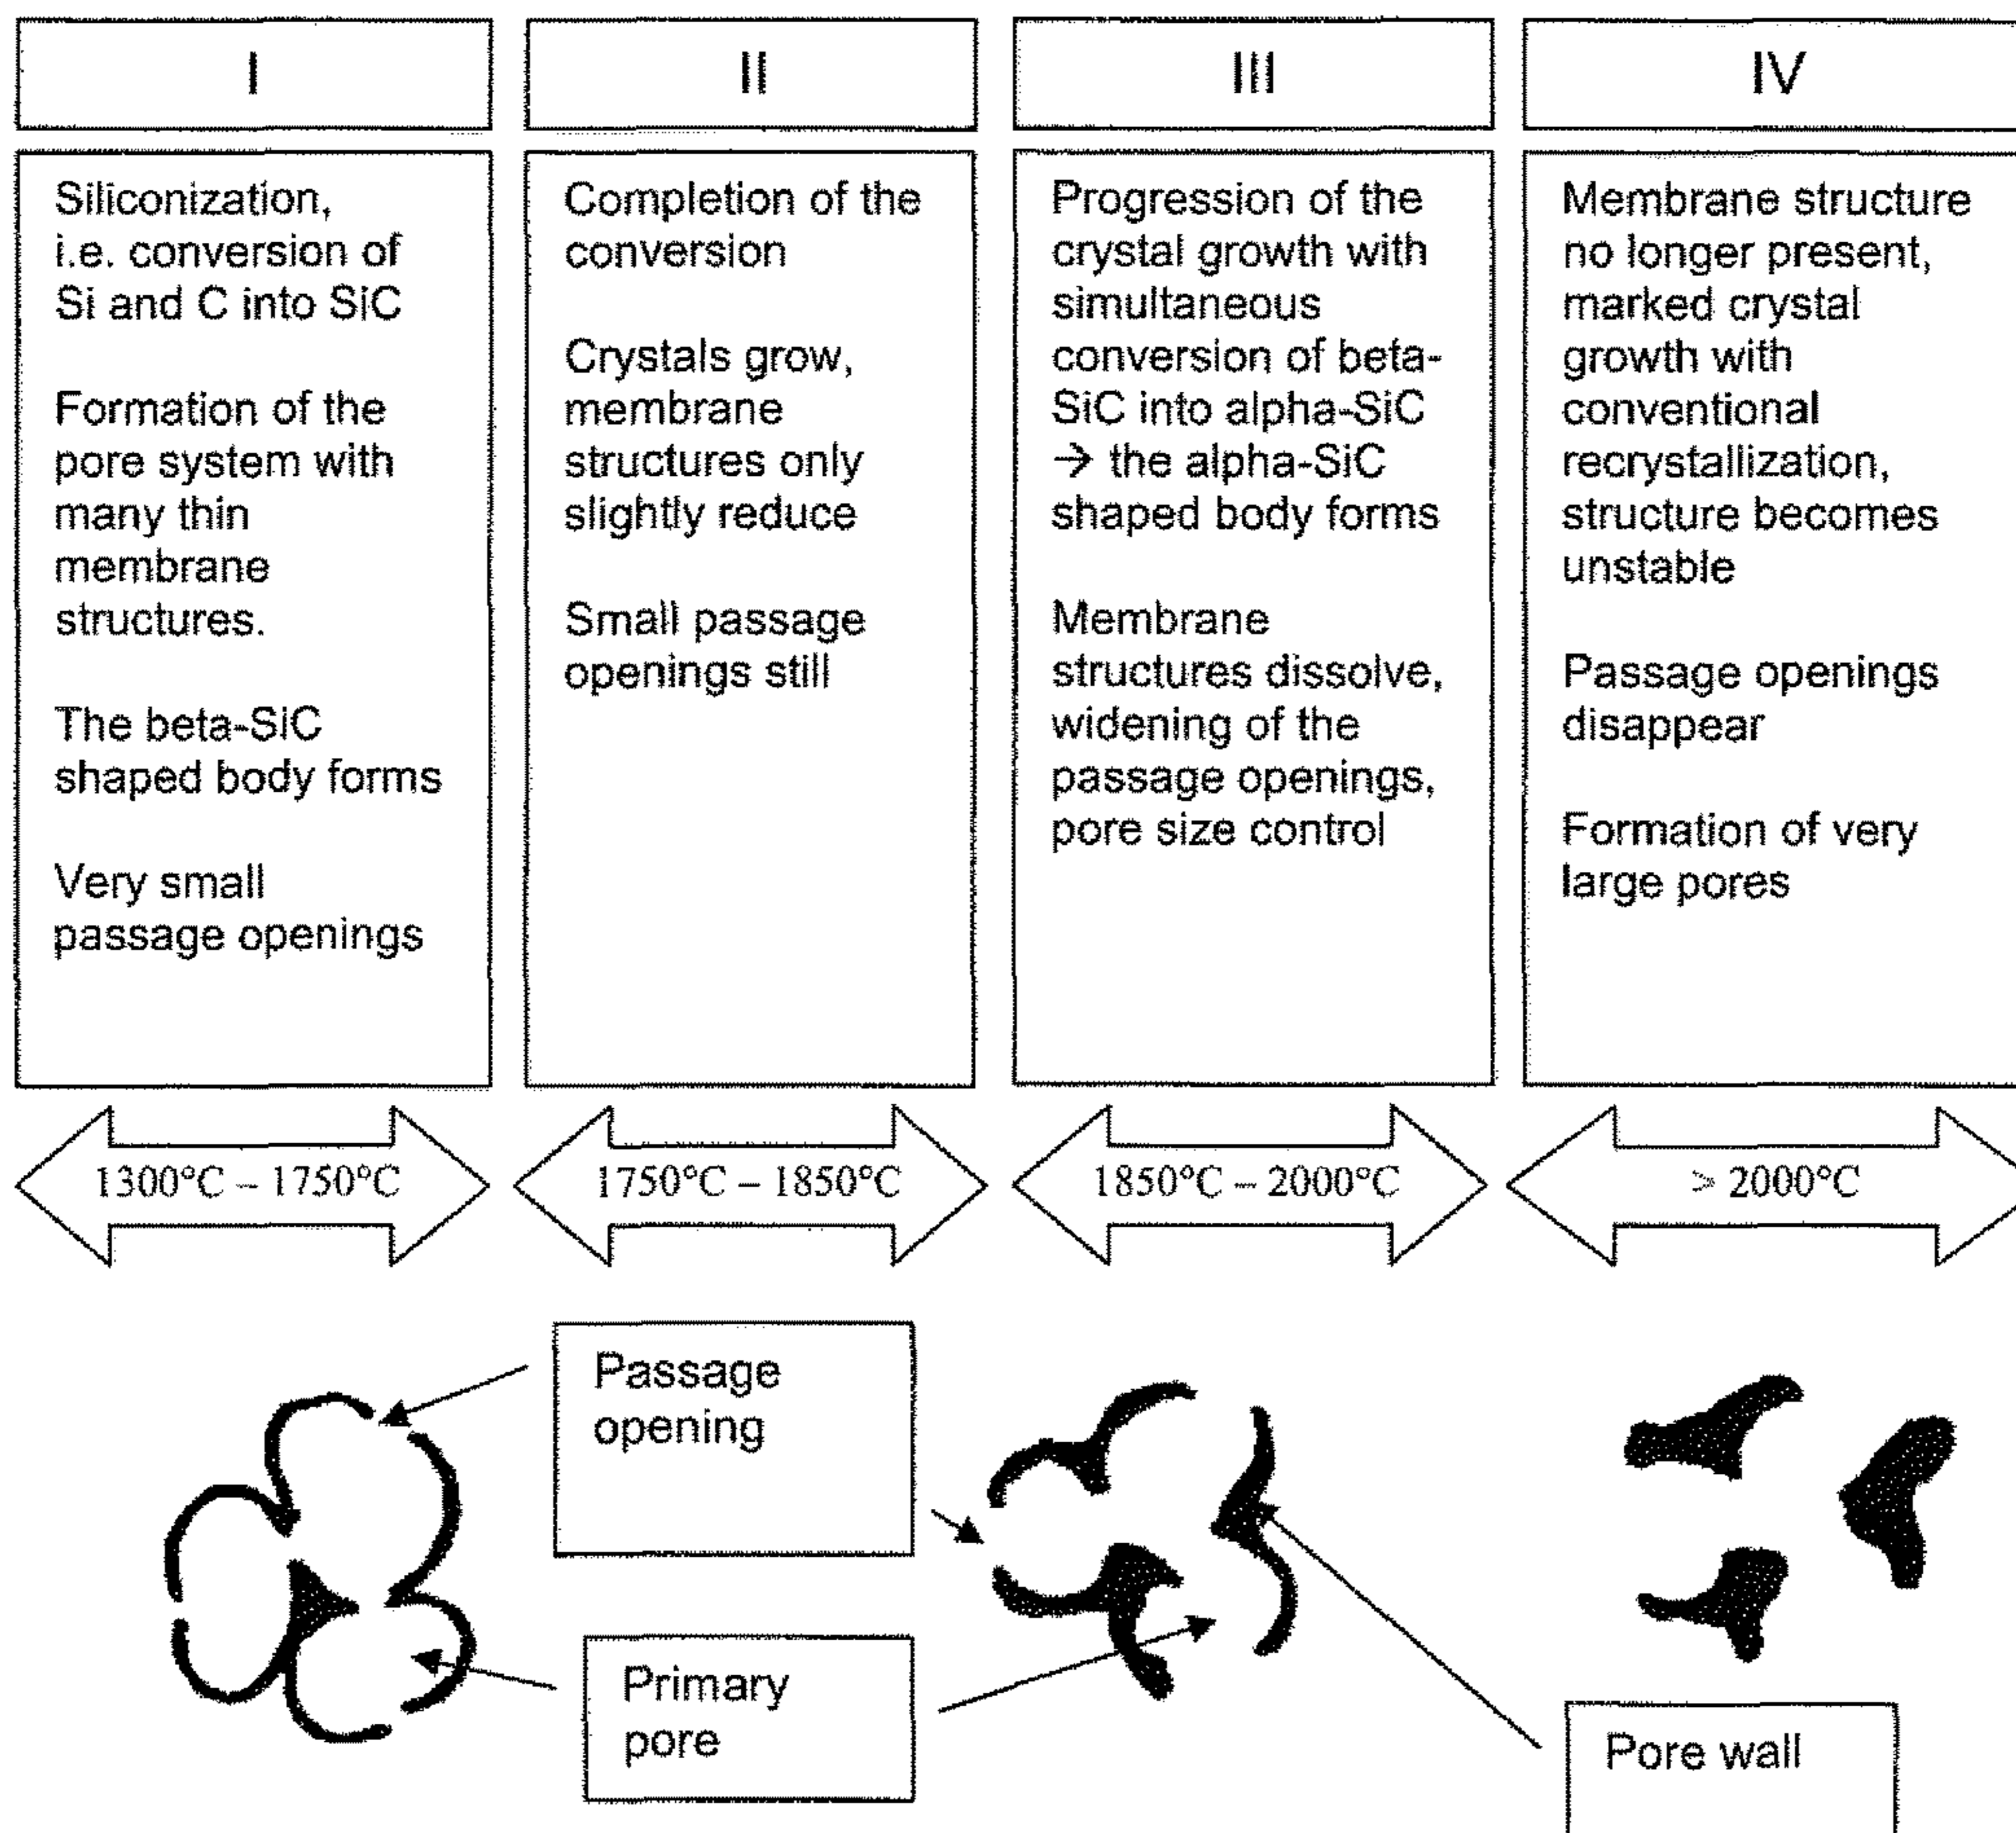 I
II
III
IV
Siliconization,
i.e. conversion of
Si and C into SiC
Formation of the
pore system with
many thin
membrane
structures.
The beta-SiC
shaped body forms
Very small
passage openings
Completion of the
conversion
Crystals grow,
membrane
structures only
slightly reduce
Small passage
openings still
Progression of the
crystal growth with
simultaneous
conversion of beta-
SiC into alpha-SiC
→ the alpha-SiC
shaped body forms
Membrane
structures dissolve,
widening of the
passage openings,
pore size control
Membrane structure
no longer present,
marked crystal
growth with
conventional
recrystallization,
structure becomes
unstable
Passage openings
disappear
Formation of very
large pores
1300°C – 1750°C
1750°C – 1850°C
1850°C – 2000°C
> 2000°C
Passage
opening
Primary
pore
Pore wall